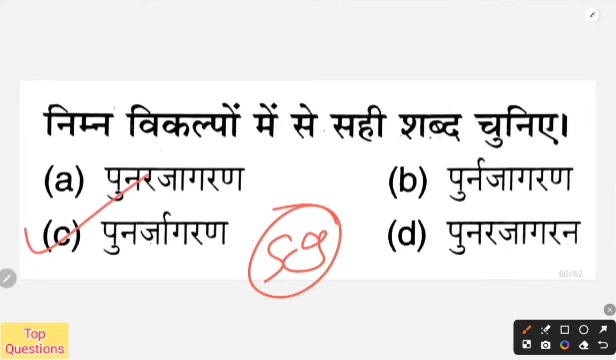 निम्न विकल्पों में से सही शब्द चुनिए।
(a) पुनरजागरण (b) पुर्नजागरण
(c) पुनर्जागरण (d) पुनरजागरन
60/62
Top
Questions